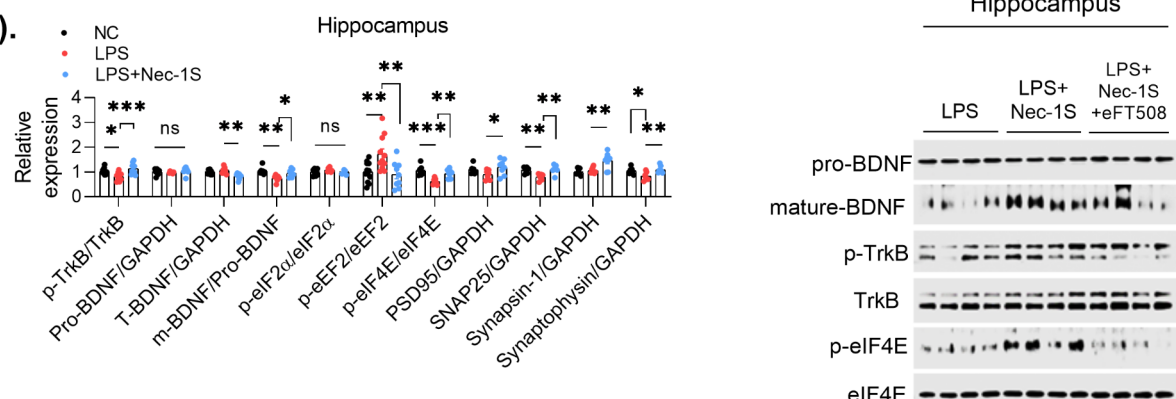 ).
NC
LPS
LPS+Nec-1S
Hippocampus
Relative
expression
4
3
2
1
0
*
***
ns
**
**
*
ns
**
**
***
**
*
**
**
**
*
**
p-TrkB/TrkB
Pro-BDNF/GAPDH
T-BDNF/GAPDH
m-BDNF/Pro-BDNF
p-eIF2α/eIF2α
p-eEF2/eEF2
p-eIF4E/eIF4E
PSD95/GAPDH
SNAP25/GAPDH
Synapsin-1/GAPDH
Synaptophysin/GAPDH
Hippocampus
LPS
LPS+
Nec-1S
LPS+
Nec-1S
+eFT508
pro-BDNF
mature-BDNF
p-TrkB
TrkB
p-eIF4E
eIF4E